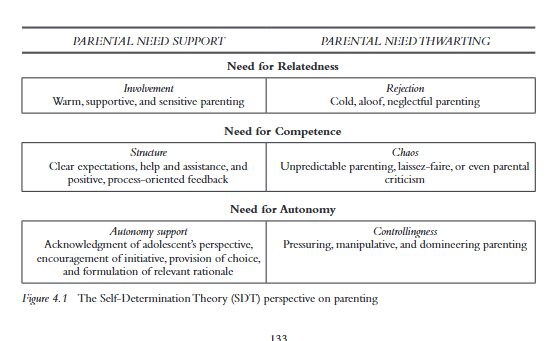 PARENTAL NEED SUPPORT PARENTAL NEED THWARTING
Need for Relatedness
Involvement Rejection
Warm, supportive, and sensitive parenting Cold, aloof, neglectful parenting
Need for Competence
Structure Chaos
Clear expectations, help and assistance, and Unpredictable parenting, laissez-faire, or even parental
positive, process-oriented feedback criticism
Need for Autonomy
Autonomy support Controllingness
Acknowledgment of adolescent's perspective, Pressuring, manipulative, and domineering parenting
encouragement of initiative, provision of choice,
and formulation of relevant rationale
Figure 4.1 The Self-Determination Theory (SDT) perspective on parenting
133